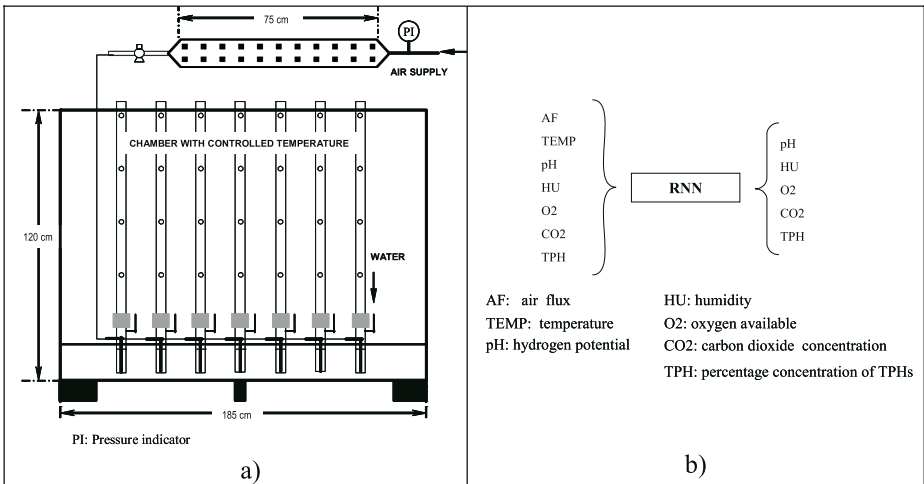 75 cm
PI
AIR SUPPLY
CHAMBER WITH CONTROLLED TEMPERATURE
120 cm
WATER
185 cm
PI: Pressure indicator
a)
AF
TEMP
pH
HU
O2
CO2
TPH
RNN
pH
HU
O2
CO2
TPH
AF: air flux
TEMP: temperature
pH: hydrogen potential
HU: humidity
O2: oxygen available
CO2: carbon dioxide concentration
TPH: percentage concentration of TPHs
b)